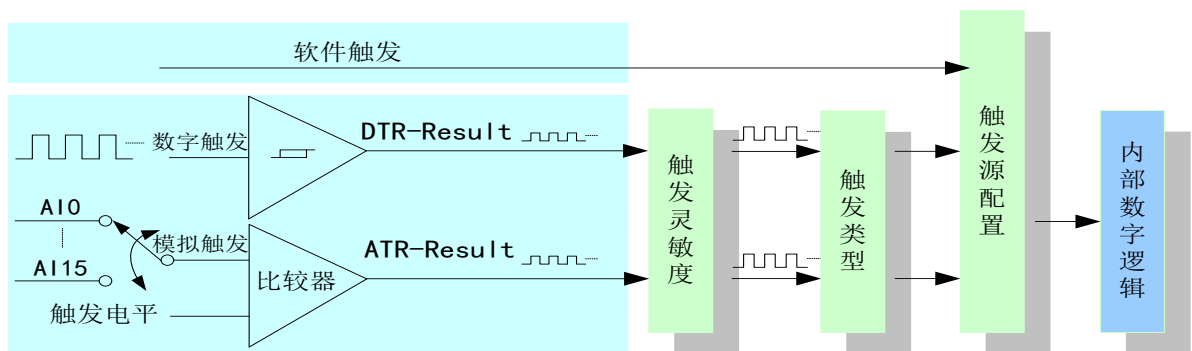 软件触发
数字触发
DTR-Result
AI0
AI15
模拟触发
触发电平
比较器
ATR-Result
触发灵敏度
触发类型
触发源配置
内部数字逻辑